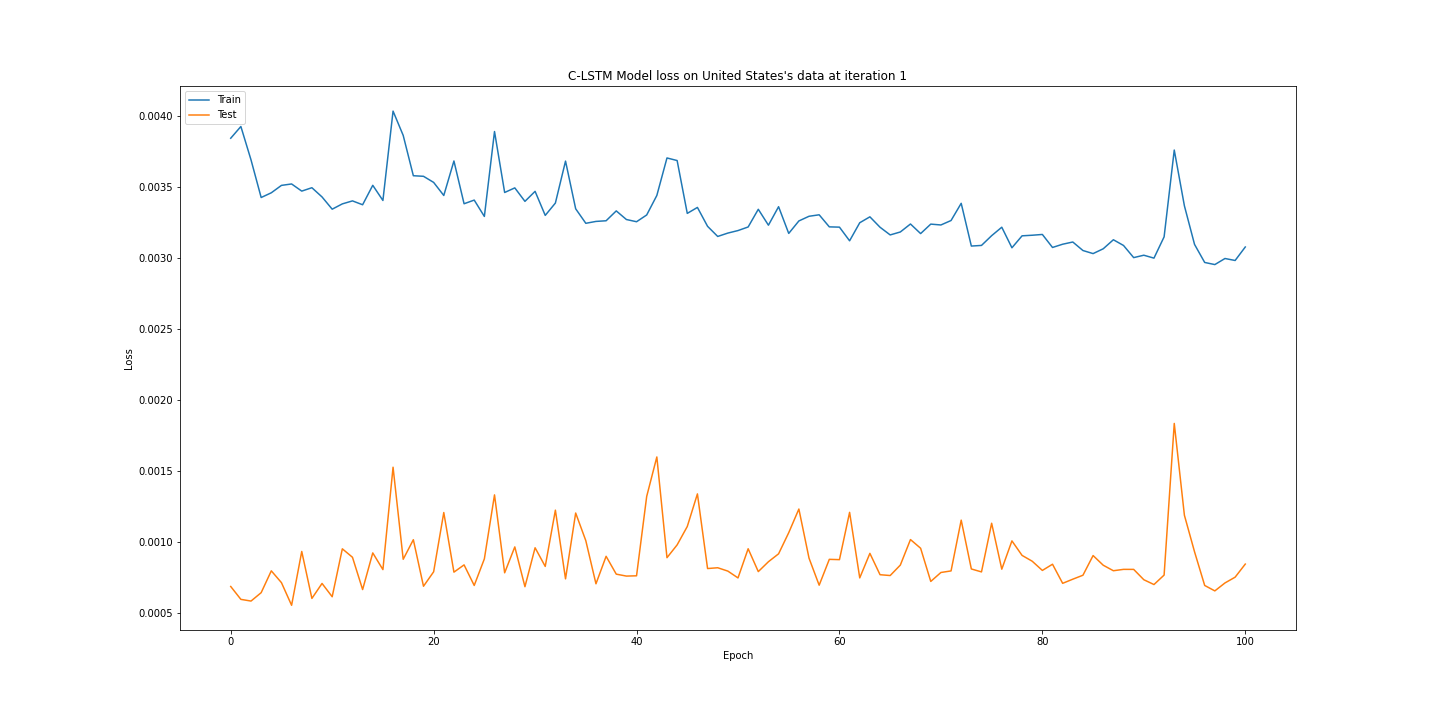 C-LSTM Model loss on United States's data at iteration 1
Train
Test
0.0040
0.0035
0.0030
0.0025
0.0020
0.0015
0.0010
0.0005
Loss
0 20 40 60 80 100
Epoch